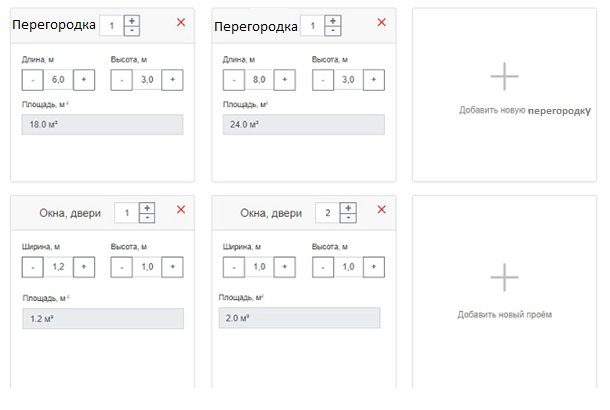 Перегородка 1 + -
Длина, м Высота, м
- 6,0 + - 3,0 +
Площадь, м²
18.0 м²
Перегородка 1 + -
Длина, м Высота, м
- 8,0 + - 3,0 +
Площадь, м²
24.0 м²
Добавить новую перегородку
Окна, двери 1 + -
Ширина, м Высота, м
- 1,2 + - 1,0 +
Площадь, м²
1.2 м²
Окна, двери 2 + -
Ширина, м Высота, м
- 1,0 + - 1,0 +
Площадь, м²
2.0 м²
Добавить новый проём